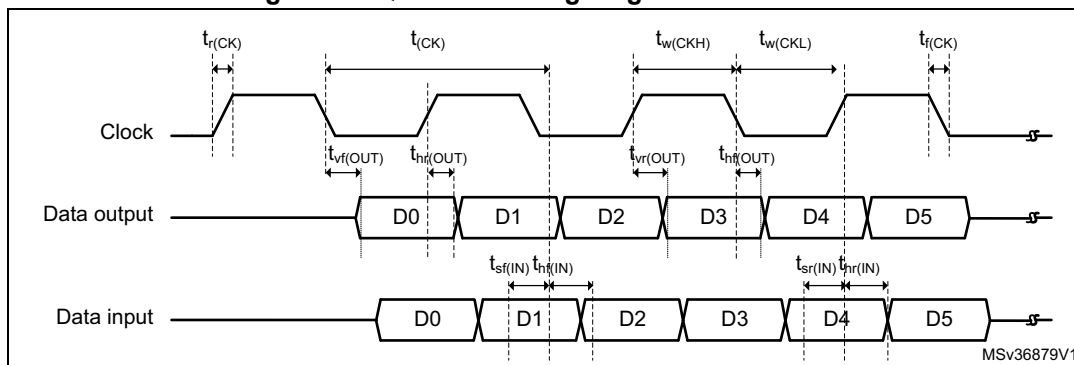 t_r(CK) t_(CK) t_w(CKH) t_w(CKL) t_f(CK)
Clock
t_vf(OUT) t_hr(OUT) t_vr(OUT) t_hf(OUT)
Data output D0 D1 D2 D3 D4 D5
t_sf(IN) t_hf(IN) t_sr(IN) t_hr(IN)
Data input D0 D1 D2 D3 D4 D5
MSv36879V1